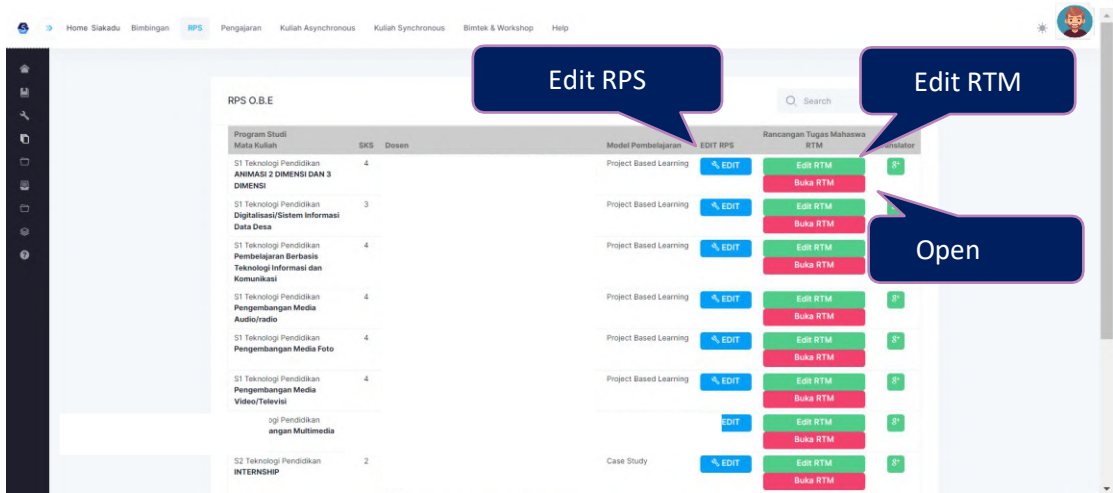 Home Siakadu Bimbingan RPS Pengajaran Kuliah Asynchronous Kuliah Synchronous Bimtek & Workshop Help
Edit RPS
Edit RTM
RPS O.B.E
Search
Program Studi
Mata Kuliah SKS Dosen Model Pembelajaran EDIT RPS Rancangan Tugas Mahaswa
RTM
S1 Teknologi Pendidikan 4 Project Based Learning EDIT Edit RTM
ANIMASI 2 DIMENSI DAN 3
DIMENSI
Buka RTM
S1 Teknologi Pendidikan 3 Project Based Learning EDIT Edit RTM
Digitalisasi/Sistem Informasi
Data Desa
Buka RTM
Open
S1 Teknologi Pendidikan 4 Project Based Learning EDIT Edit RTM
Pembelajaran Berbasis
Teknologi Informasi dan
Komunikasi
Buka RTM
S1 Teknologi Pendidikan 4 Project Based Learning EDIT Edit RTM
Pengembangan Media
Audio/radio
Buka RTM
S1 Teknologi Pendidikan 4 Project Based Learning EDIT Edit RTM
Pengembangan Media Foto
Buka RTM
S1 Teknologi Pendidikan 4 Project Based Learning EDIT Edit RTM
Pengembangan Media
Video/Televisi
Buka RTM
Pendidikan EDIT Edit RTM
Multimedia
Buka RTM
S2 Teknologi Pendidikan 2 Case Study EDIT Edit RTM
INTERNSHIP
Buka RTM